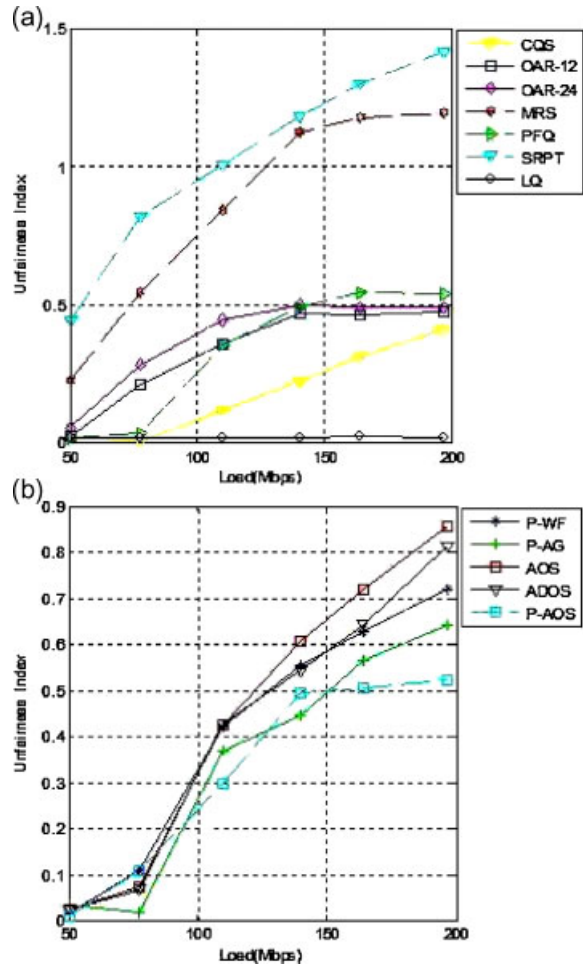 (a)
1.5
1
0.5
0
Unfairness Index
50
100
150
200
Load(Mbps)
CQS
OAR-12
OAR-24
MRS
PFQ
SRPT
LQ
(b)
0.9
0.8
0.7
0.6
0.5
0.4
0.3
0.2
0.1
0
Unfairness Index
50
100
150
200
Load(Mbps)
P-WF
P-AG
AOS
ADOS
P-AOS